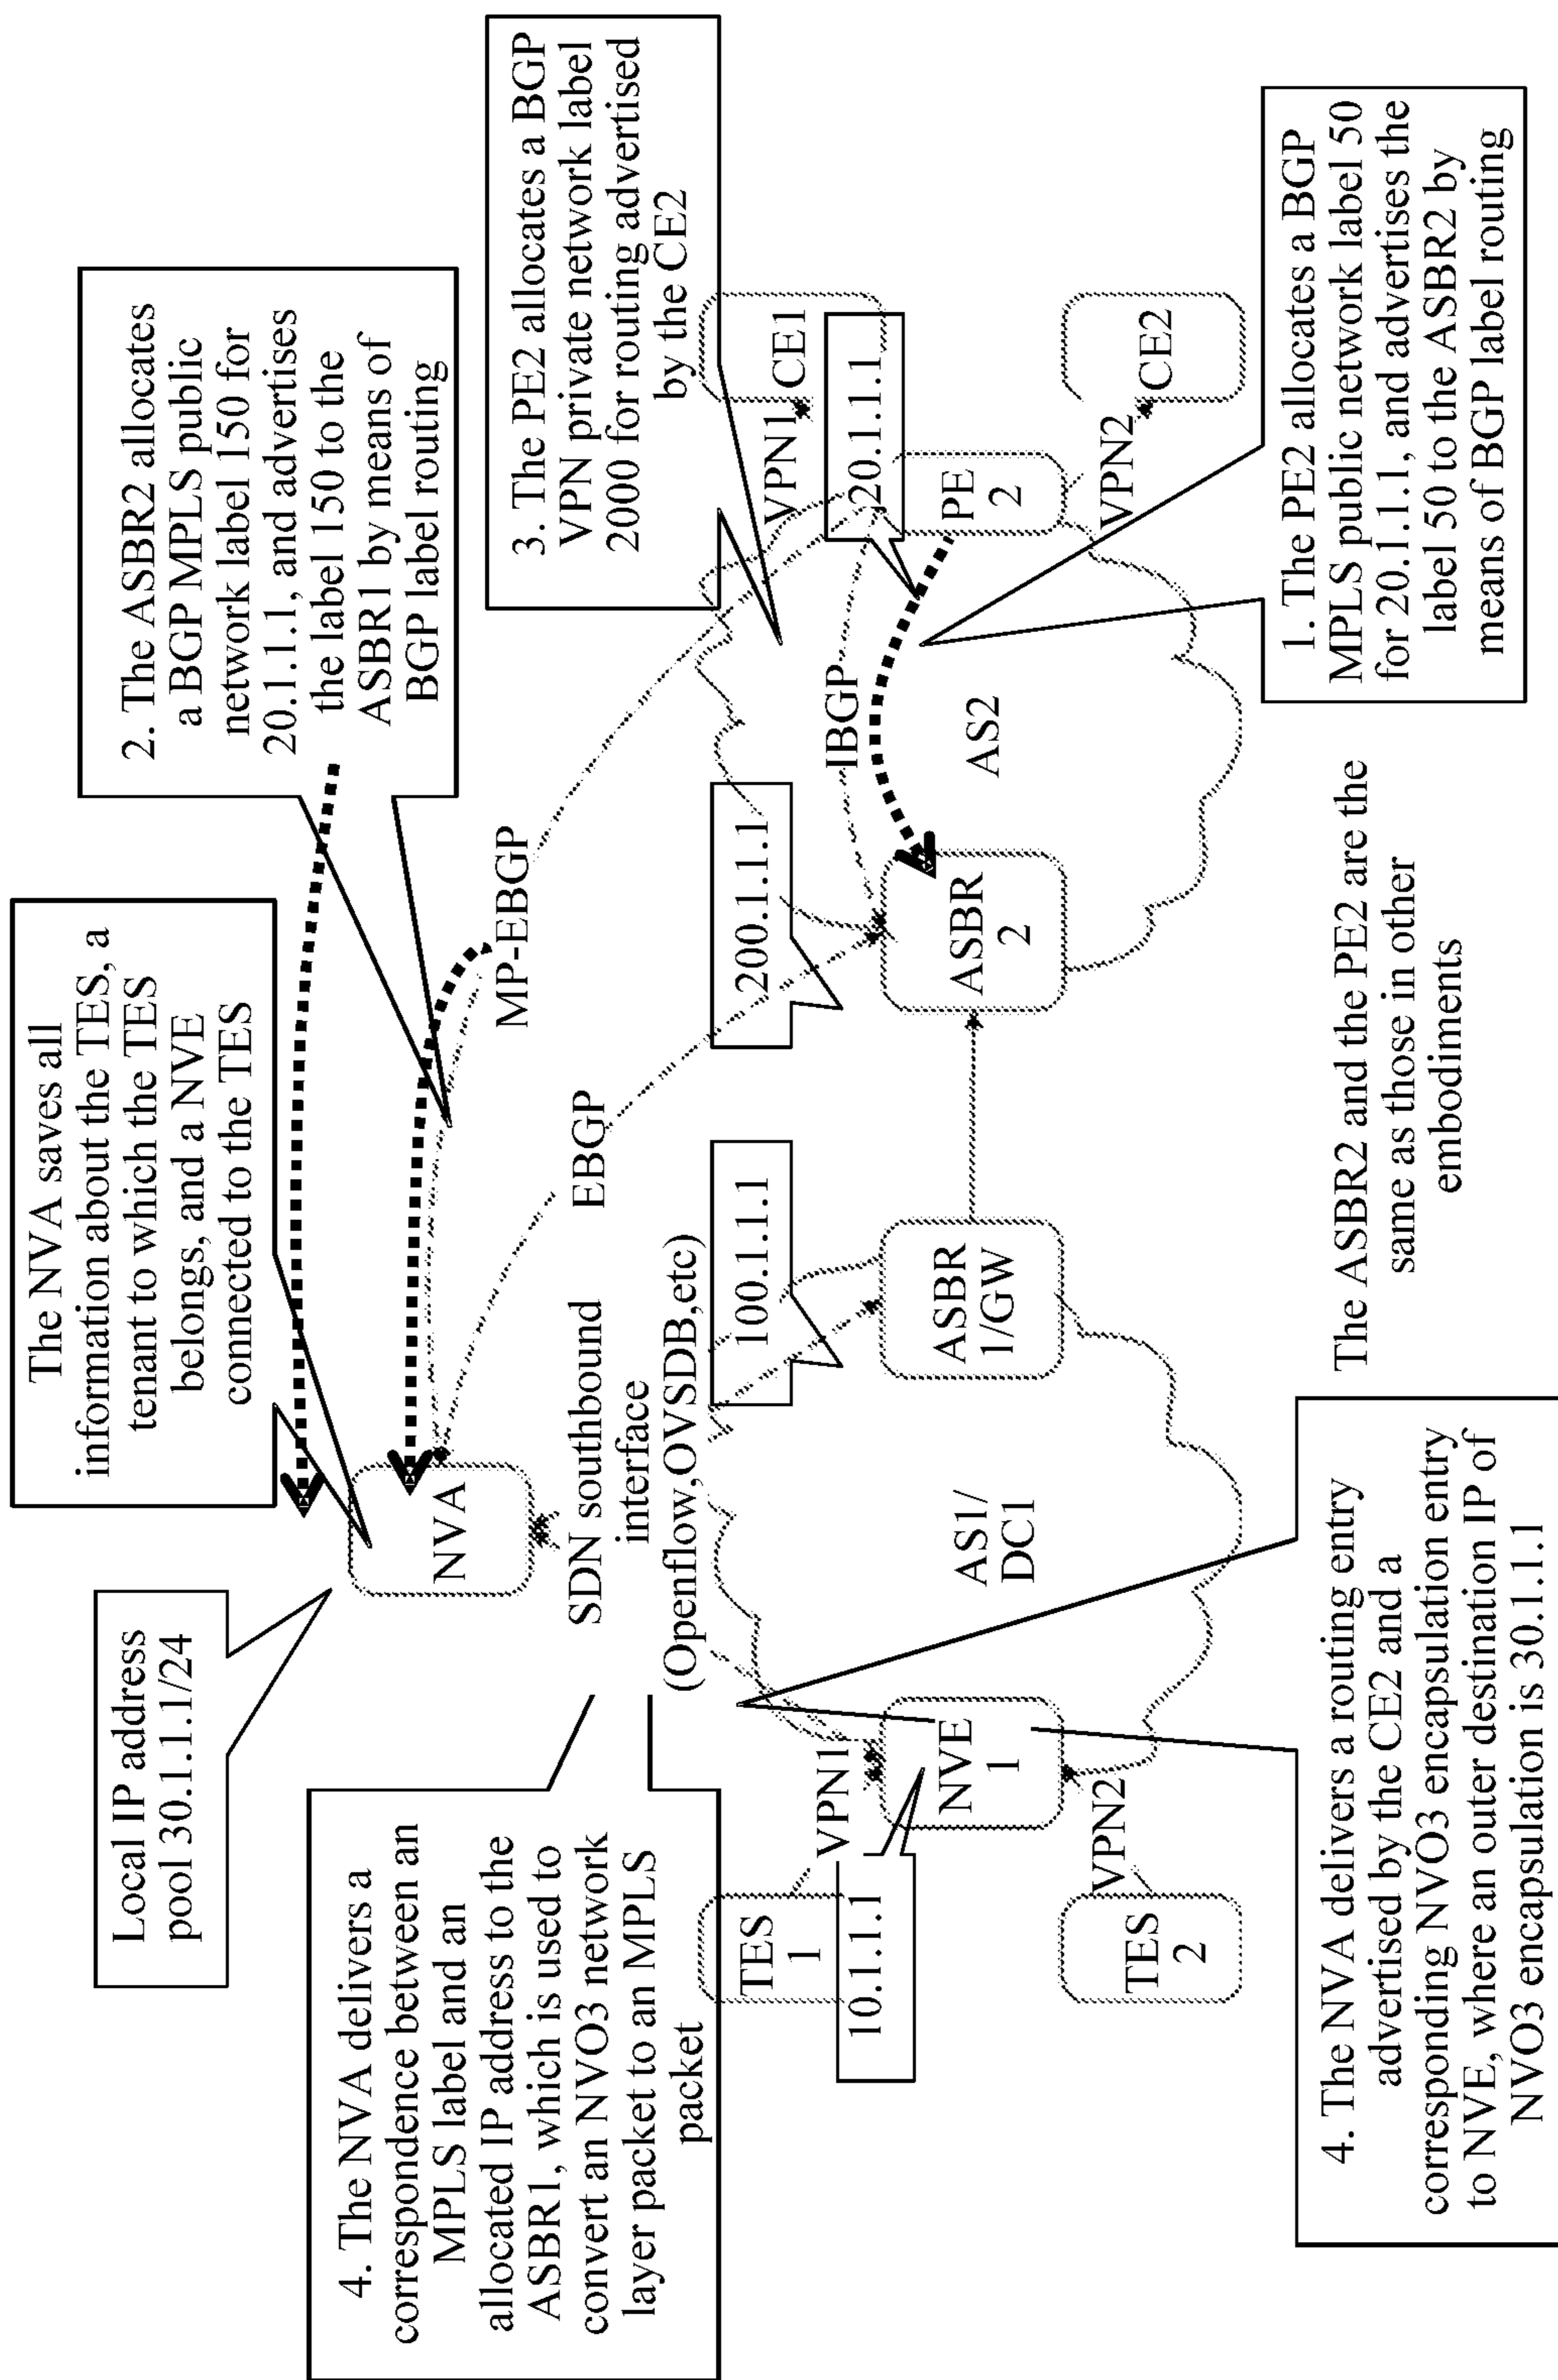 The NVA saves all
information about the TES, a
tenant to which the TES
belongs, and a NVE
connected to the TES
2. The ASBR2 allocates
a BGP MPLS public
network label 150 for
20.1.1.1, and advertises
the label 150 to the
ASBR1 by means of
BGP label routing
Local IP address
pool 30.1.1.1/24
NVA
MP-EBGP
3. The PE2 allocates a BGP
VPN private network label
2000 for routing advertised
by the CE2
4. The NVA delivers a
correspondence between an
MPLS label and an
allocated IP address to the
ASBR1, which is used to
convert an NVO3 network
layer packet to an MPLS
packet
SDN southbound
interface
(Openflow,OVSDB,etc)
EBGP
TES
1
VPN1
10.1.1.1
NVE
1
100.1.1.1
ASBR
1/GW
200.1.1.1
ASBR
2
IBGP
VPN1
CE1
20.1.1.1
PE
2
AS1/
DC1
AS2
TES
2
VPN2
VPN2
CE2
4. The NVA delivers a routing entry
advertised by the CE2 and a
corresponding NVO3 encapsulation entry
to NVE, where an outer destination IP of
NVO3 encapsulation is 30.1.1.1
The ASBR2 and the PE2 are the
same as those in other
embodiments
1. The PE2 allocates a BGP
MPLS public network label 50
for 20.1.1.1, and advertises the
label 50 to the ASBR2 by
means of BGP label routing